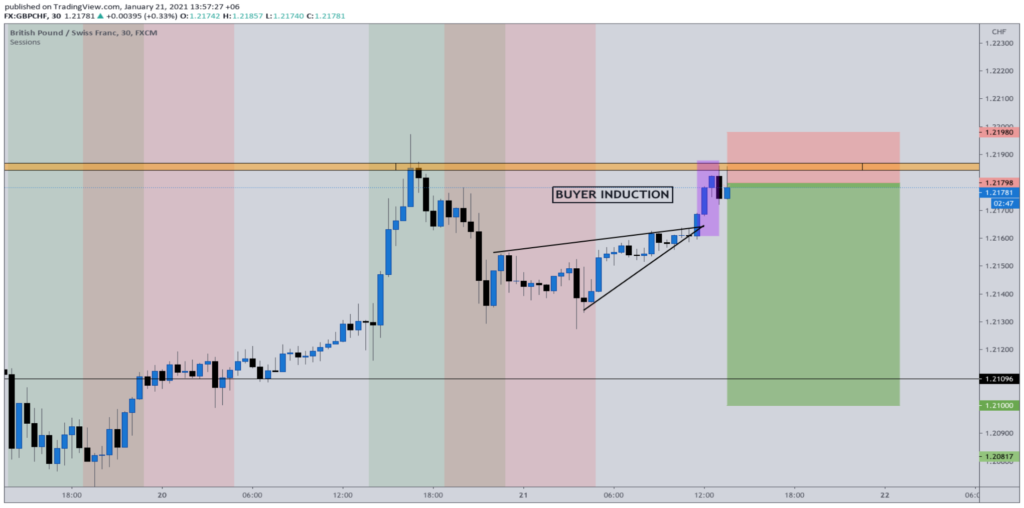 published on TradingView.com, January 21, 2021 13:57:27 +06
FX:GBPCHF, 30 1.21781 ▲ +0.00395 (+0.33%) O:1.21742 H:1.21857 L:1.21740 C:1.21781
British Pound / Swiss Franc, 30, FXCM
Sessions
CHF
1.22300
1.22200
1.22100
1.21980
1.21900
1.21798
1.21781
02:47
1.21700
BUYER INDUCTION
1.21600
1.21500
1.21400
1.21300
1.21200
1.21096
1.21000
1.20900
1.20817
18:00 20 06:00 12:00 18:00 21 06:00 12:00 18:00 22